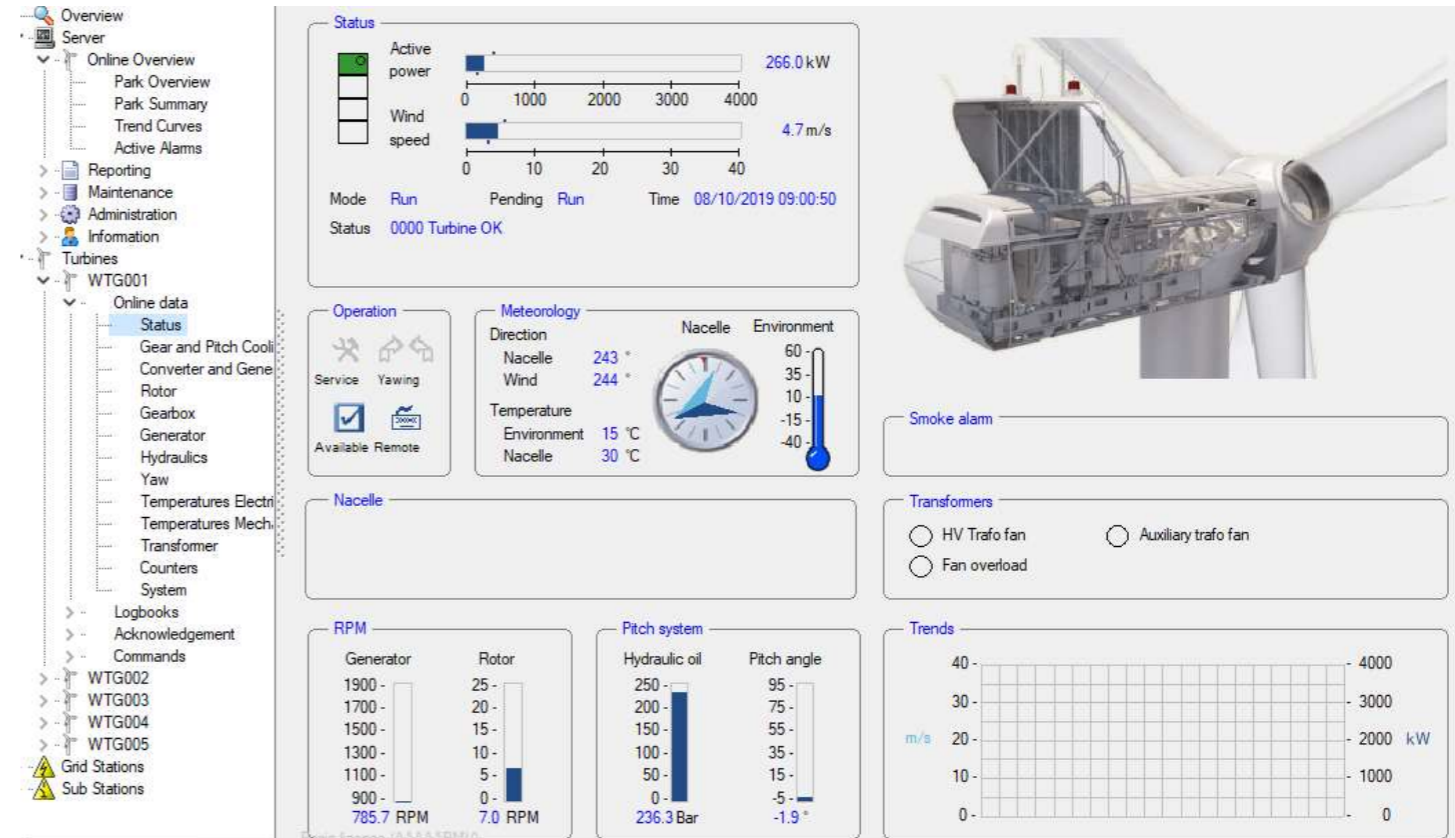 Overview
Server
Online Overview
Park Overview
Park Summary
Trend Curves
Active Alarms
Reporting
Maintenance
Administration
Information
Turbines
WTG001
Online data
Status
Gear and Pitch Cooli
Converter and Gene
Rotor
Gearbox
Generator
Hydraulics
Yaw
Temperatures Electri
Temperatures Mech
Transformer
Counters
System
Logbooks
Acknowledgement
Commands
WTG002
WTG003
WTG004
WTG005
Grid Stations
Sub Stations
Status
Active power 266.0 kW
0 1000 2000 3000 4000
Wind speed 4.7 m/s
0 10 20 30 40
Mode Run Pending Run Time 08/10/2019 09:00:50
Status 0000 Turbine OK
Operation
Service Yawing
Available Remote
Meteorology
Direction
Nacelle 243 °
Wind 244 °
Temperature
Environment 15 °C
Nacelle 30 °C
Nacelle
Environment
60
35
10
-15
-40
Smoke alarm
Nacelle
Transformers
HV Trafo fan Auxiliary trafo fan
Fan overload
RPM
Generator
1900
1700
1500
1300
1100
900
785.7 RPM
Rotor
25
20
15
10
5
0
7.0 RPM
Pitch system
Hydraulic oil
250
200
150
100
50
0
236.3 Bar
Pitch angle
95
75
55
35
15
-5
-1.9 °
Trends
40 4000
30 3000
m/s 20 2000 kW
10 1000
0 0